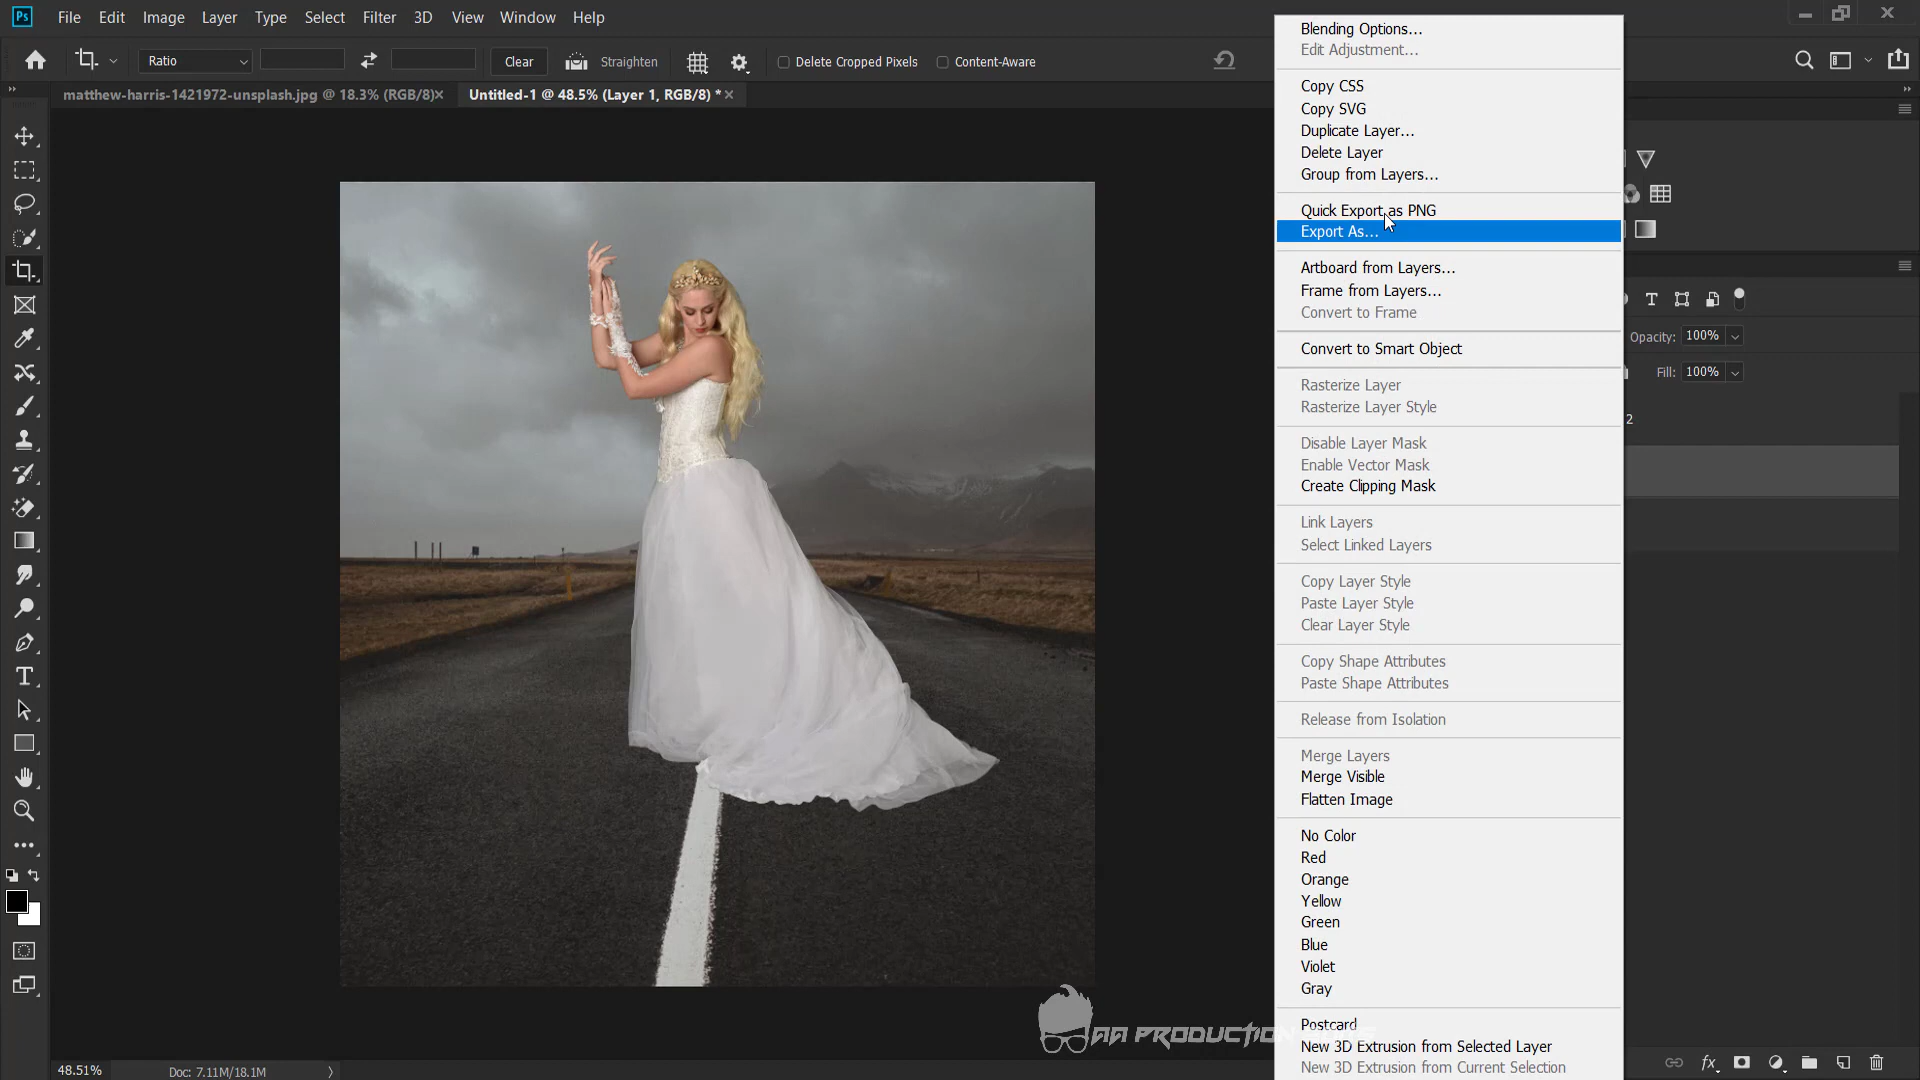 Ps File Edit Image Layer Type Select Filter 3D View Window Help
Ratio Clear Straighten Delete Cropped Pixels Content-Aware
matthew-harris-1421972-unsplash.jpg @ 18.3% (RGB/8) Untitled-1 @ 48.5% (Layer 1, RGB/8) *
Blending Options...
Edit Adjustment...
Copy CSS
Copy SVG
Duplicate Layer...
Delete Layer
Group from Layers...
Quick Export as PNG
Export As...
Artboard from Layers...
Frame from Layers...
Convert to Frame
Convert to Smart Object
Rasterize Layer
Rasterize Layer Style
Disable Layer Mask
Enable Vector Mask
Create Clipping Mask
Link Layers
Select Linked Layers
Copy Layer Style
Paste Layer Style
Clear Layer Style
Copy Shape Attributes
Paste Shape Attributes
Release from Isolation
Merge Layers
Merge Visible
Flatten Image
No Color
Red
Orange
Yellow
Green
Blue
Violet
Gray
Postcard
New 3D Extrusion from Selected Layer
New 3D Extrusion from Current Selection
Opacity: 100%
Fill: 100%
2
fx
AA PRODUCTION
48.51% Doc: 7.11M/18.1M